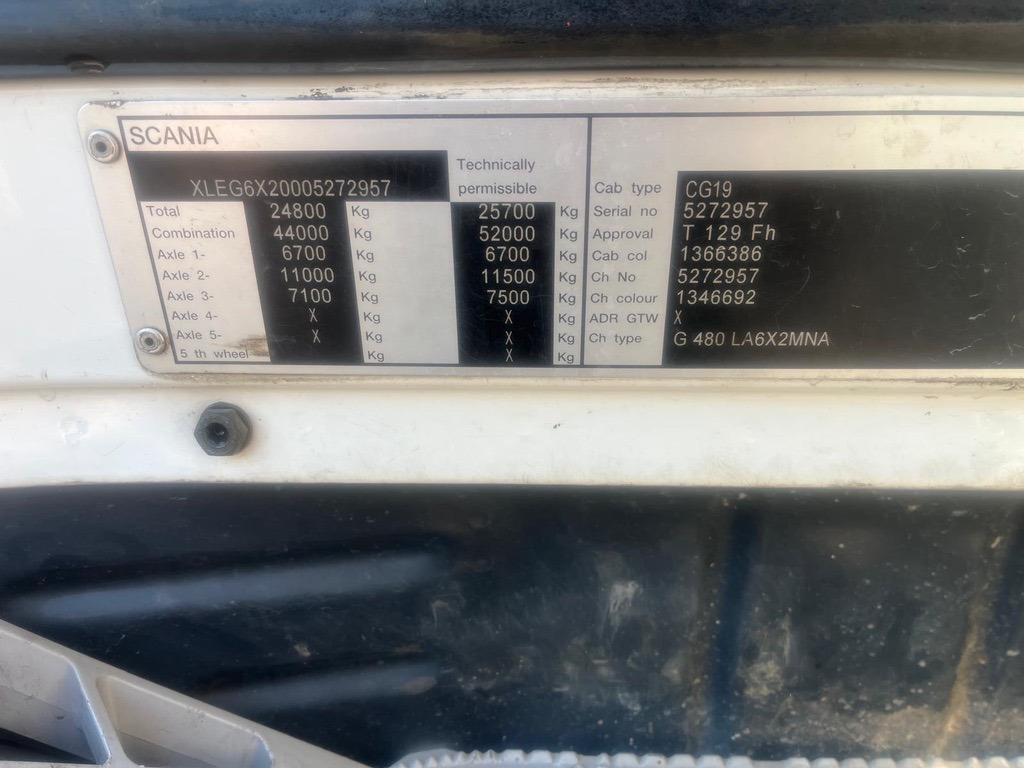 SCANIA
XLEG6X20005272957
Technically
permissible
Total 24800 Kg 25700 Kg
Combination 44000 Kg 52000 Kg
Axle 1- 6700 Kg 6700 Kg
Axle 2- 11000 Kg 11500 Kg
Axle 3- 7100 Kg 7500 Kg
Axle 4- X Kg X Kg
Axle 5- X Kg X Kg
5 th wheel Kg X Kg
Cab type CG19
Serial no 5272957
Approval T 129 Fh
Cab col 1366386
Ch No 5272957
Ch colour 1346692
ADR GTW X
Ch type G 480 LA6X2MNA